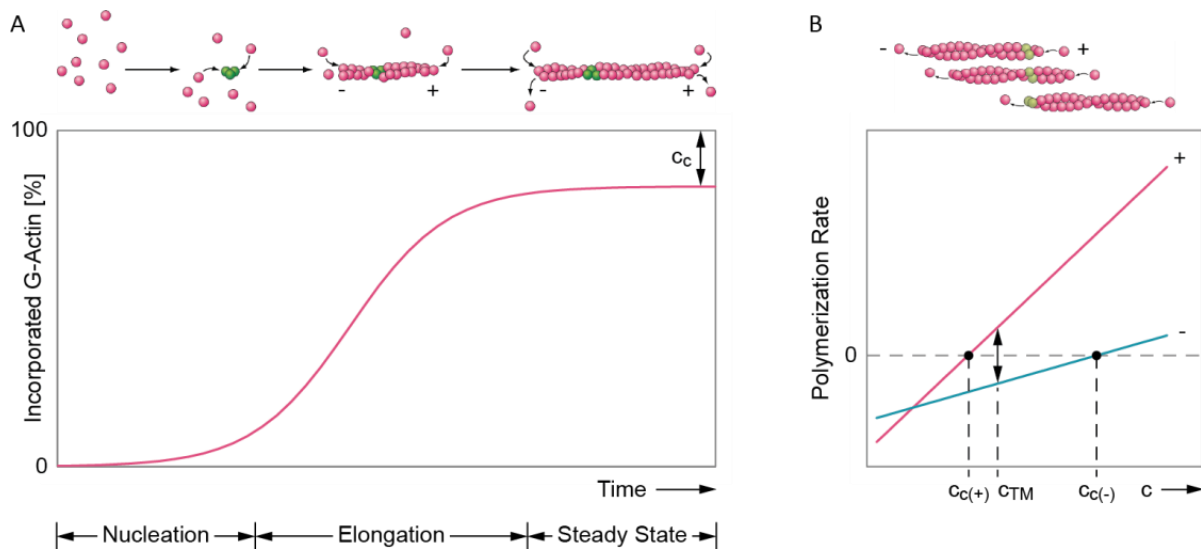 A
- +
- +
100
Incorporated G-Actin [%]
cc
0
Time
Nucleation
Elongation
Steady State
B
- +
+
Polymerization Rate
0
-
cc(+) cTM cc(-) c